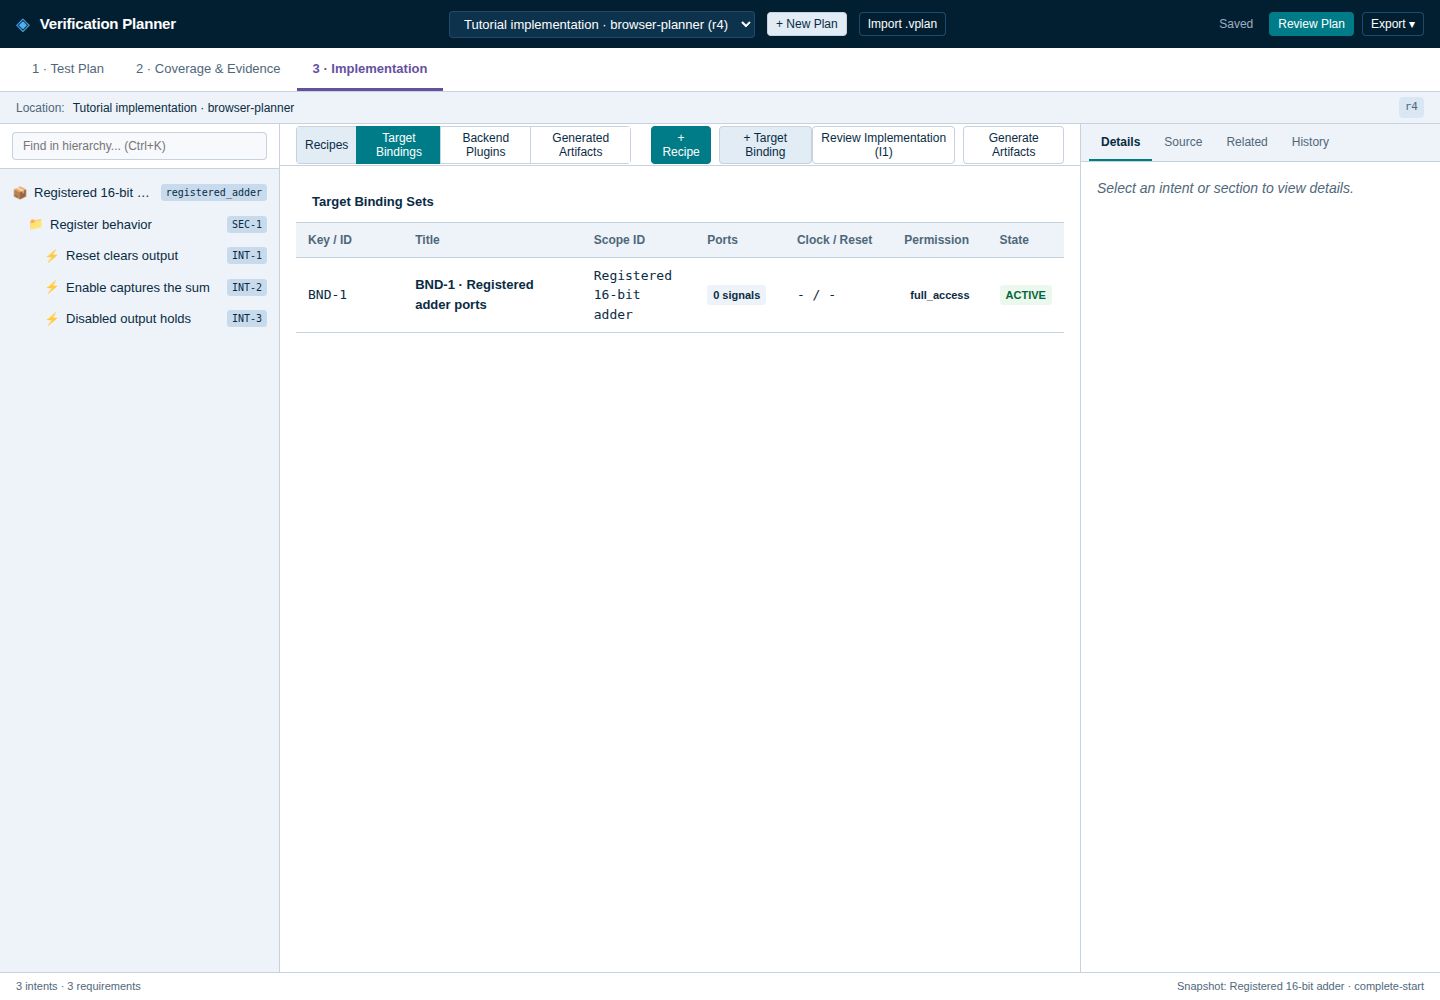 ◈ Verification Planner
Tutorial implementation · browser-planner (r4)
+ New Plan
Import .vplan
Saved
Review Plan
Export ▾
1 · Test Plan
2 · Coverage & Evidence
3 · Implementation
Location: Tutorial implementation · browser-planner
r4
Find in hierarchy... (Ctrl+K)
Registered 16-bit ... registered_adder
Register behavior SEC-1
Reset clears output INT-1
Enable captures the sum INT-2
Disabled output holds INT-3
Recipes
Target
Bindings
Backend
Plugins
Generated
Artifacts
+
Recipe
+ Target
Binding
Review Implementation
(I1)
Generate
Artifacts
Target Binding Sets
Key / ID Title Scope ID Ports Clock / Reset Permission State
BND-1
BND-1 · Registered
adder ports
Registered
16-bit
adder
0 signals
- / -
full_access
ACTIVE
Details Source Related History
Select an intent or section to view details.
3 intents · 3 requirements
Snapshot: Registered 16-bit adder · complete-start